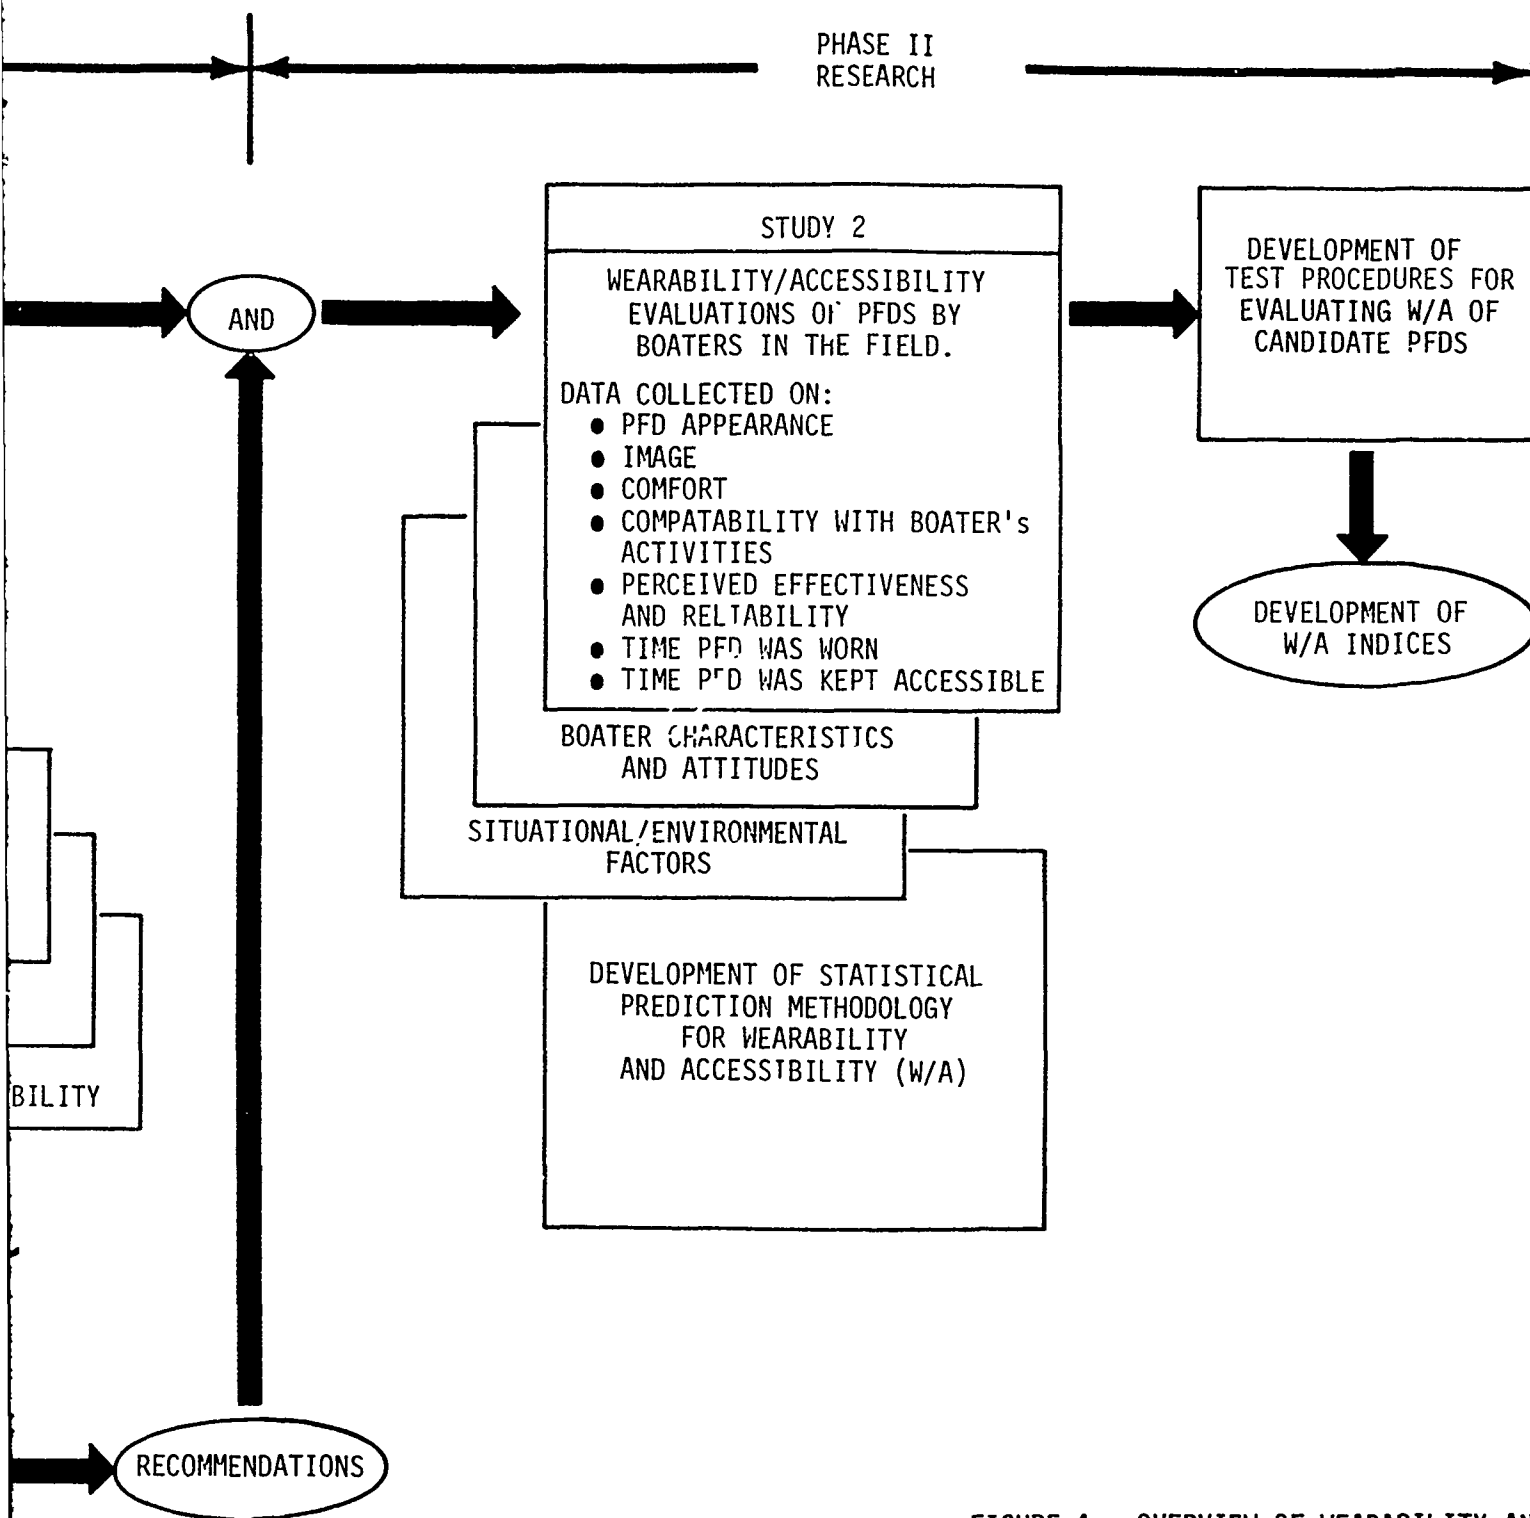 PHASE II
RESEARCH
STUDY 2
WEARABILITY/ACCESSIBILITY
EVALUATIONS OF PFDS BY
BOATERS IN THE FIELD.
DATA COLLECTED ON:
● PFD APPEARANCE
● IMAGE
● COMFORT
● COMPATABILITY WITH BOATER's
ACTIVITIES
● PERCEIVED EFFECTIVENESS
AND RELIABILITY
● TIME PFD WAS WORN
● TIME PFD WAS KEPT ACCESSIBLE
BOATER CHARACTERISTICS
AND ATTITUDES
SITUATIONAL/ENVIRONMENTAL
FACTORS
DEVELOPMENT OF STATISTICAL
PREDICTION METHODOLOGY
FOR WEARABILITY
AND ACCESSIBILITY (W/A)
AND
DEVELOPMENT OF
TEST PROCEDURES FOR
EVALUATING W/A OF
CANDIDATE PFDS
DEVELOPMENT OF
W/A INDICES
BILITY
RECOMMENDATIONS
OVERVIEW OF WEARABILITY